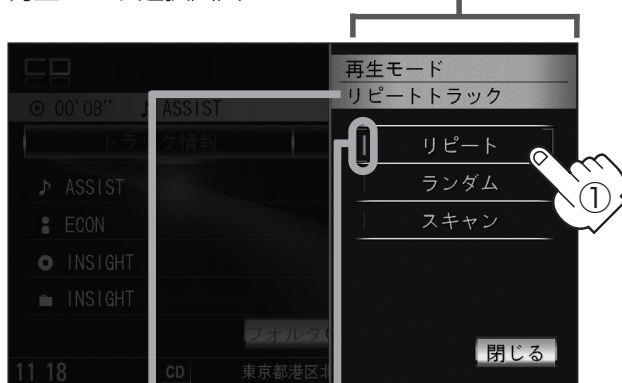 CD
00'08" ♪ ASSIST
トラック情報
♪ ASSIST
ECON
INSIGHT
INSIGHT
フォルダ
11 18
CD
東京都港区
再生モード
リピートトラック
リピート
ランダム
スキャン
①
閉じる